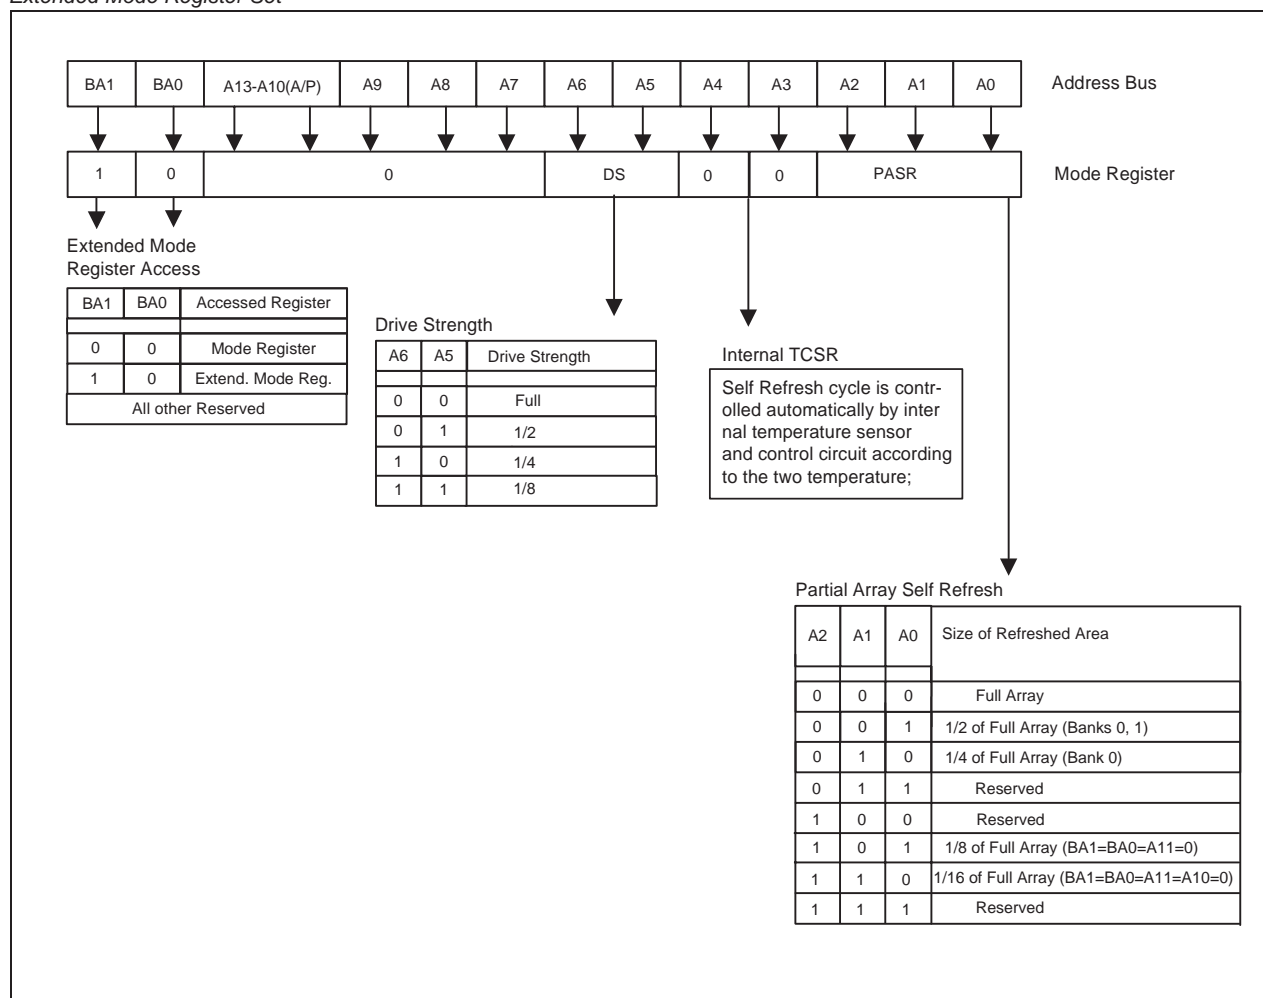 Extended Mode Register Set
BA1 BA0 A13-A10(A/P) A9 A8 A7 A6 A5 A4 A3 A2 A1 A0 Address Bus
1 0 0 DS 0 0 PASR Mode Register
Extended Mode
Register Access
BA1 BA0 Accessed Register
0 0 Mode Register
1 0 Extend. Mode Reg.
All other Reserved
Drive Strength
A6 A5 Drive Strength
0 0 Full
0 1 1/2
1 0 1/4
1 1 1/8
Internal TCSR
Self Refresh cycle is contr-
olled automatically by inter
nal temperature sensor
and control circuit according
to the two temperature;
Partial Array Self Refresh
A2 A1 A0 Size of Refreshed Area
0 0 0 Full Array
0 0 1 1/2 of Full Array (Banks 0, 1)
0 1 0 1/4 of Full Array (Bank 0)
0 1 1 Reserved
1 0 0 Reserved
1 0 1 1/8 of Full Array (BA1=BA0=A11=0)
1 1 0 1/16 of Full Array (BA1=BA0=A11=A10=0)
1 1 1 Reserved